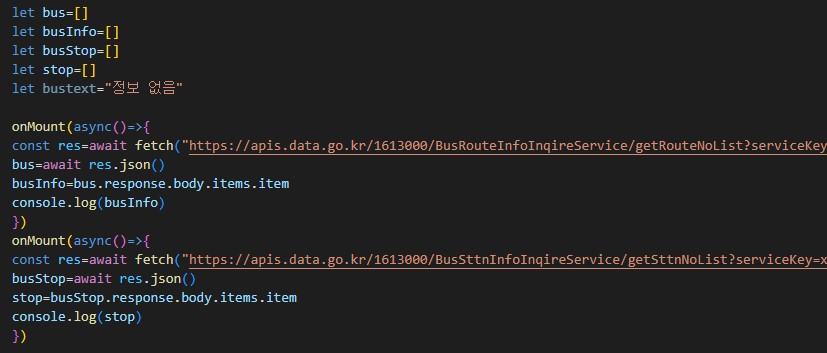 let bus=[]
let busInfo=[]
let busStop=[]
let stop=[]
let bustext="정보 없음"
onMount(async()=>{
const res=await fetch("https://apis.data.go.kr/1613000/BusRouteInfoInqireService/getRouteNoList?serviceKey
bus=await res.json()
busInfo=bus.response.body.items.item
console.log(busInfo)
})
onMount(async()=>{
const res=await fetch("https://apis.data.go.kr/1613000/BusSttnInfoInqireService/getSttnNoList?serviceKey=x
busStop=await res.json()
stop=busStop.response.body.items.item
console.log(stop)
})